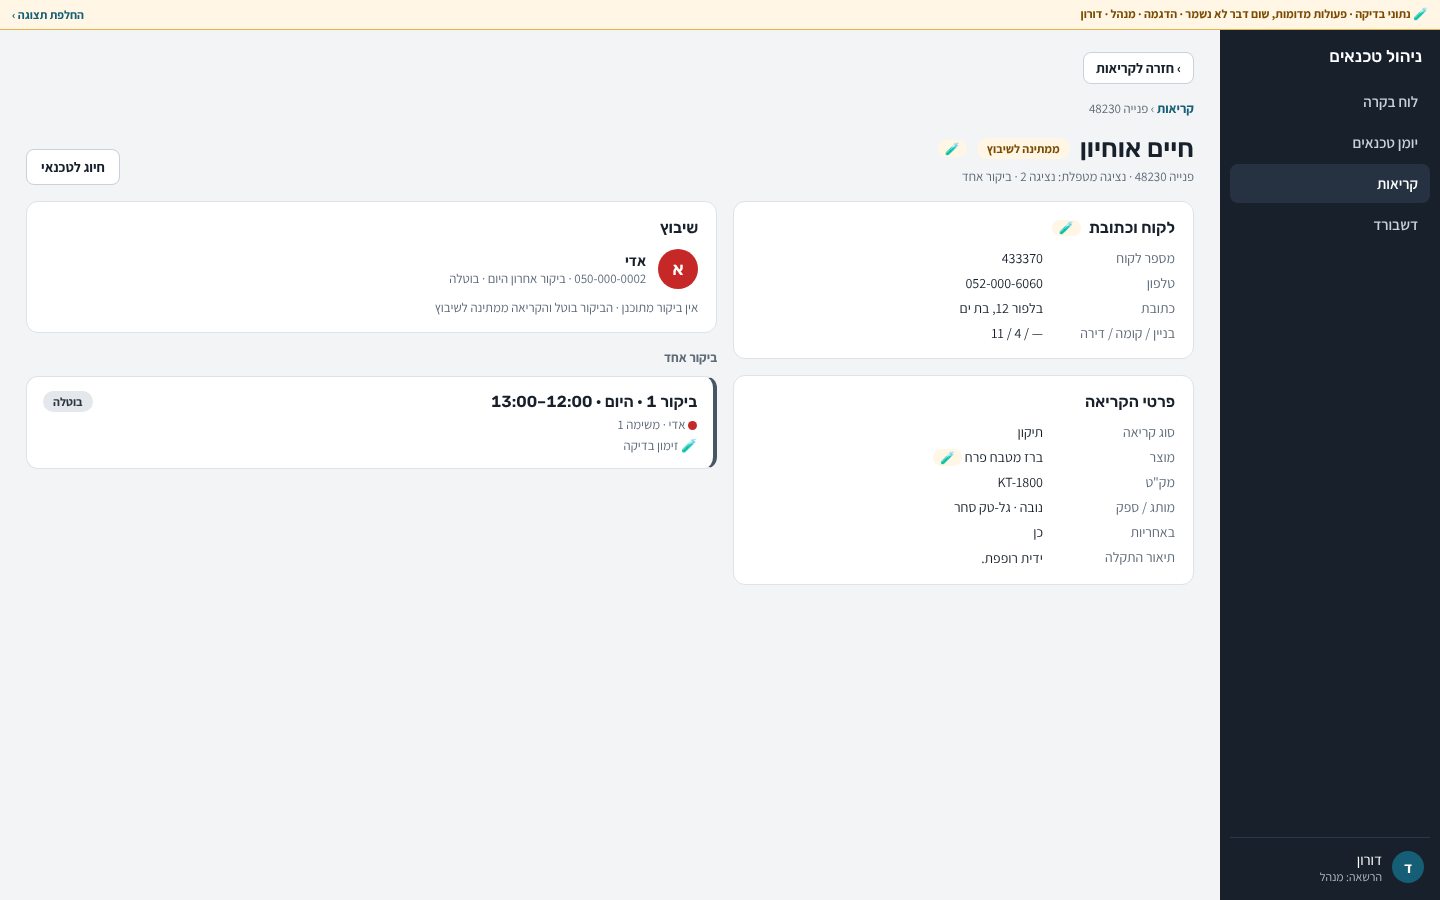 🧪 נתוני בדיקה · פעולות מדומות, שום דבר לא נשמר · הדגמה · מנהל · דורון
החלפת תצוגה ›
ניהול טכנאים
לוח בקרה
יומן טכנאים
קריאות
דשבורד
דורון
הרשאה: מנהל
ד
› חזרה לקריאות
קריאות › פנייה 48230
חיים אוחיון ממתינה לשיבוץ 🧪
פנייה 48230 · נציגה מטפלת: נציגה 2 · ביקור אחד
חיוג לטכנאי
לקוח וכתובת 🧪
מספר לקוח 433370
טלפון 052-000-6060
כתובת בלפור 12, בת ים
בניין / קומה / דירה — / 4 / 11
פרטי הקריאה
סוג קריאה תיקון
מוצר ברז מטבח פרח 🧪
מק"ט KT-1800
מותג / ספק נובה · גל-טק סחר
באחריות כן
תיאור התקלה ידית רופפת.
שיבוץ
א
אדי
050-000-0002 · ביקור אחרון היום · בוטלה
אין ביקור מתוכנן · הביקור בוטל והקריאה ממתינה לשיבוץ
ביקור אחד
ביקור 1 · היום · 12:00–13:00 בוטלה
אדי · משימה 1
🧪 זימון בדיקה